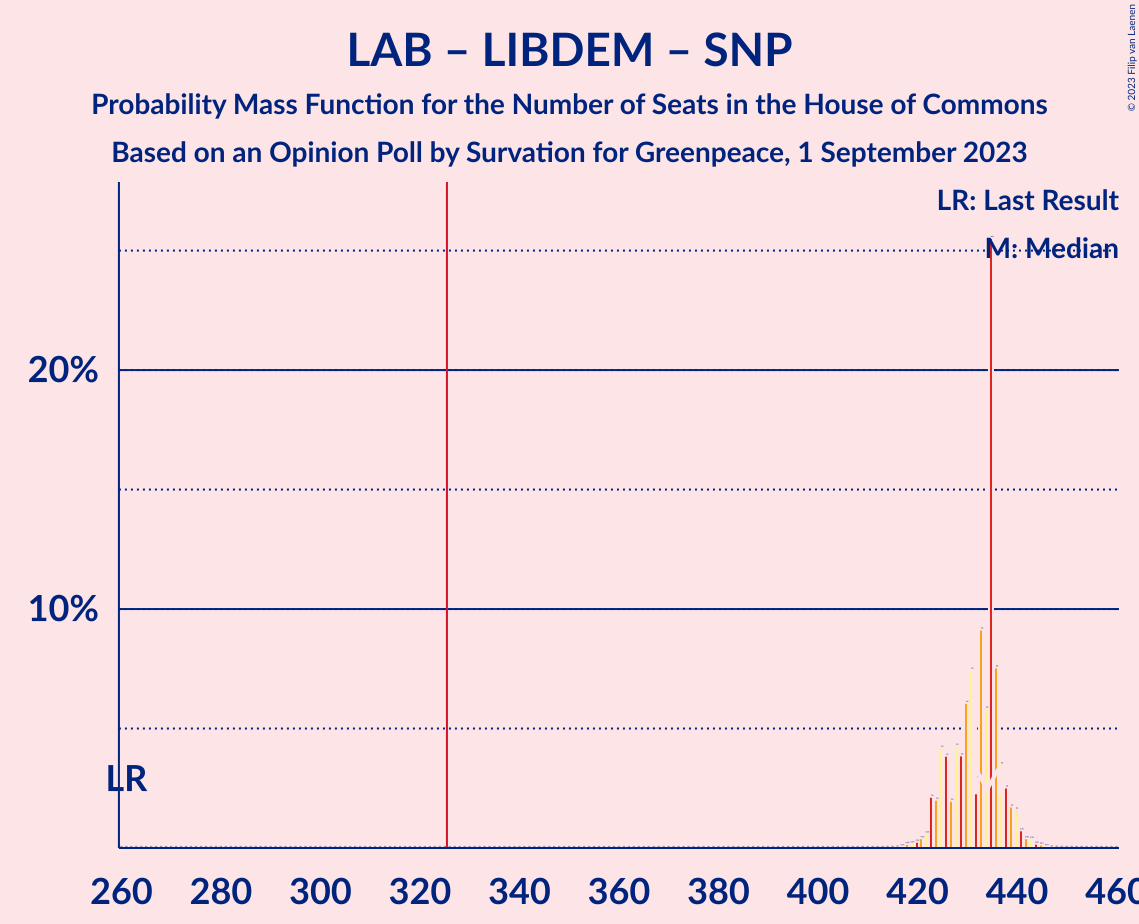 LAB – LIBDEM – SNP
Probability Mass Function for the Number of Seats in the House of Commons
Based on an Opinion Poll by Survation for Greenpeace, 1 September 2023
© 2023 Filip van Laenen
LR: Last Result
M: Median
20%
10%
LR
M
260 280 300 320 340 360 380 400 420 440 460